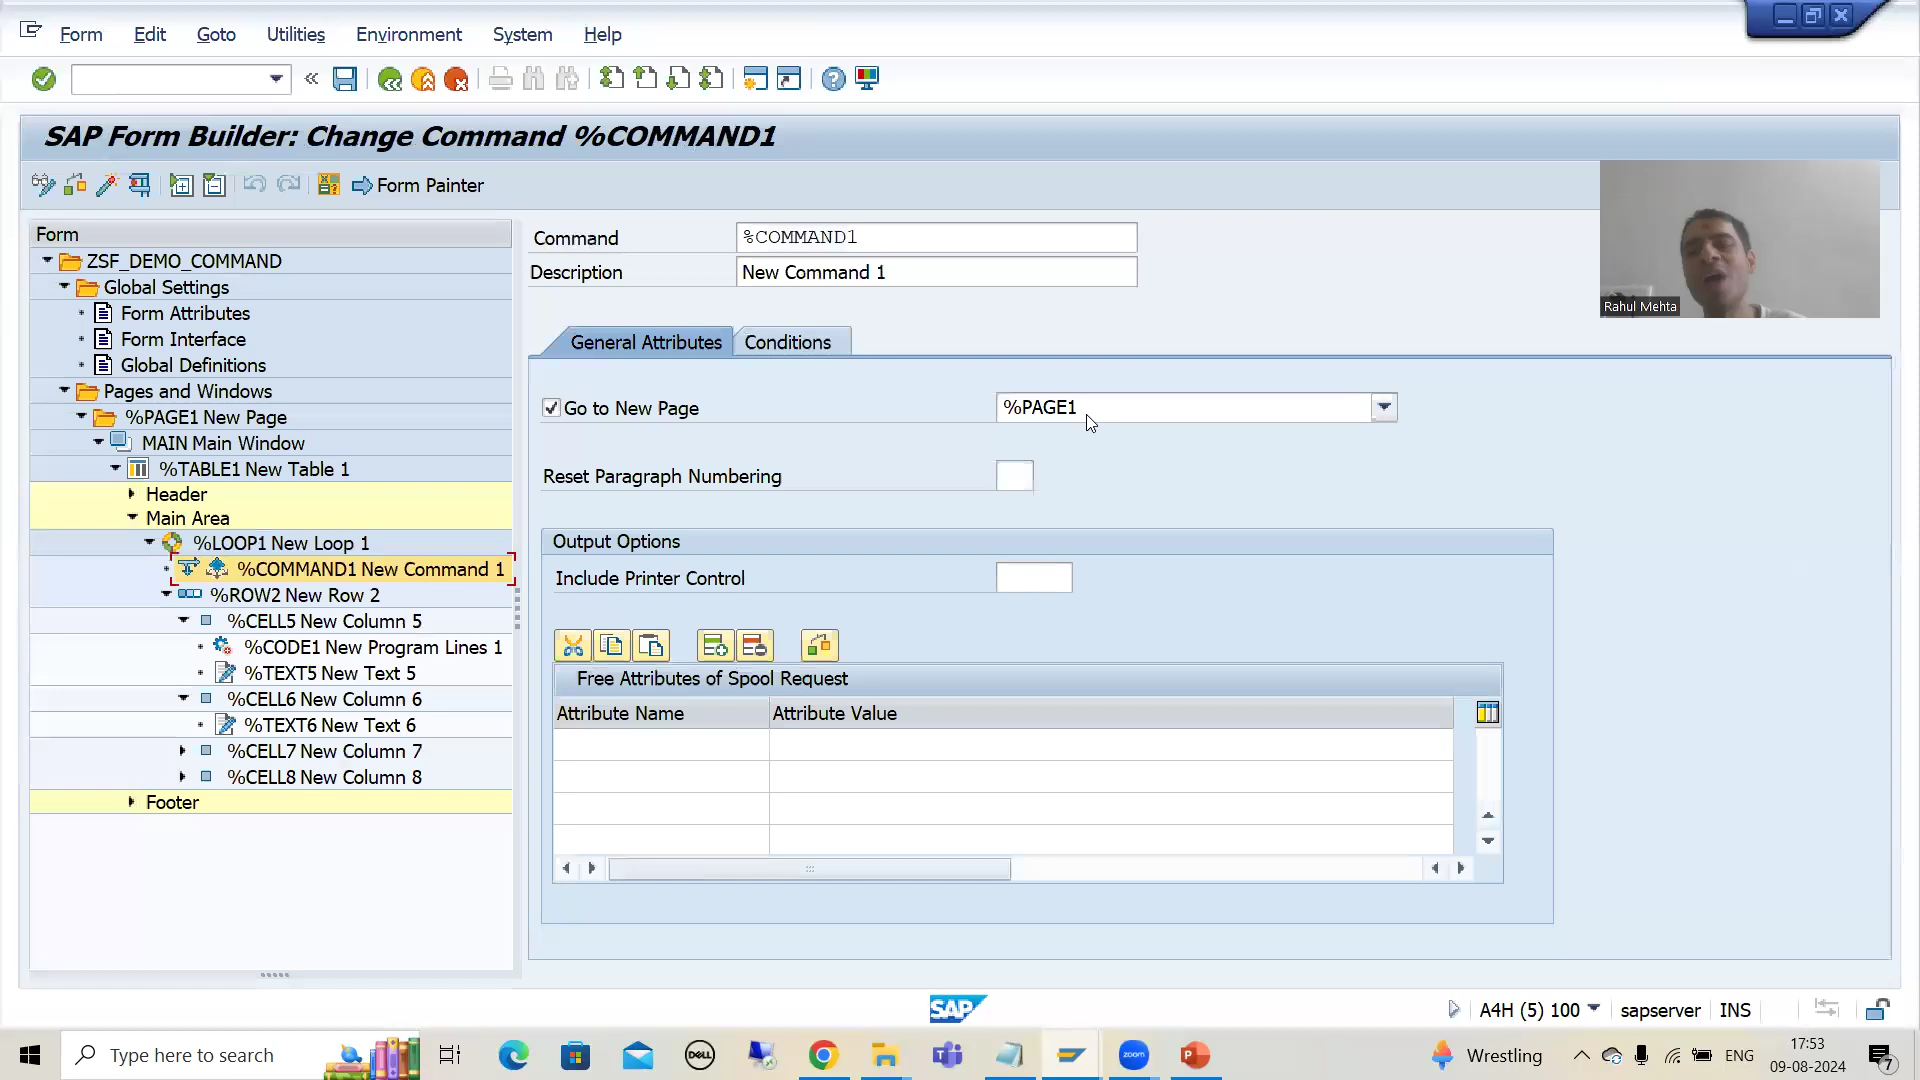 Form Edit Goto Utilities Environment System Help
SAP Form Builder: Change Command %COMMAND1
Form Painter
Form
ZSF_DEMO_COMMAND
Global Settings
Form Attributes
Form Interface
Global Definitions
Pages and Windows
%PAGE1 New Page
MAIN Main Window
%TABLE1 New Table 1
Header
Main Area
%LOOP1 New Loop 1
%COMMAND1 New Command 1
%ROW2 New Row 2
%CELL5 New Column 5
%CODE1 New Program Lines 1
%TEXT5 New Text 5
%CELL6 New Column 6
%TEXT6 New Text 6
%CELL7 New Column 7
%CELL8 New Column 8
Footer
Command %COMMAND1
Description New Command 1
General Attributes Conditions
Go to New Page %PAGE1
Reset Paragraph Numbering
Output Options
Include Printer Control
Free Attributes of Spool Request
Attribute Name Attribute Value
Rahul Mehta
SAP A4H (5) 100 sapserver INS
Type here to search DELL zoom Wrestling ENG 17:53
09-08-2024 7